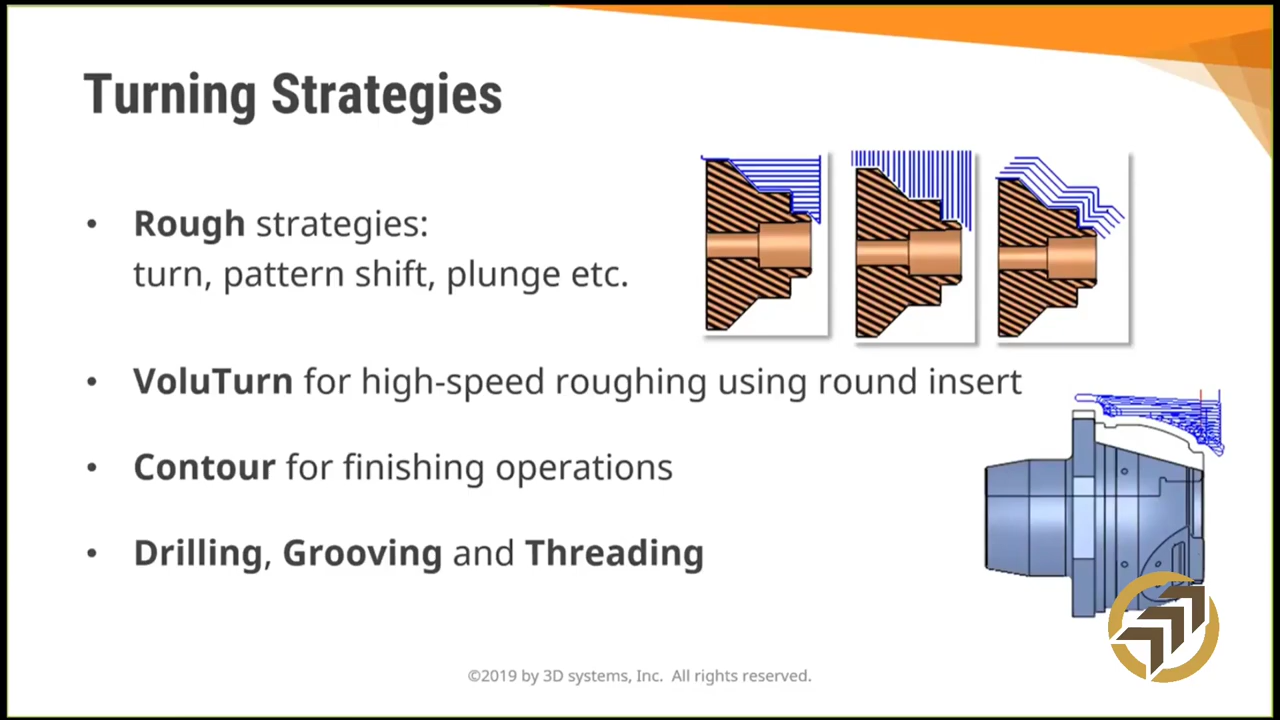 Turning Strategies
• Rough strategies:
turn, pattern shift, plunge etc.
• VoluTurn for high-speed roughing using round insert
• Contour for finishing operations
• Drilling, Grooving and Threading
©2019 by 3D systems, Inc. All rights reserved.